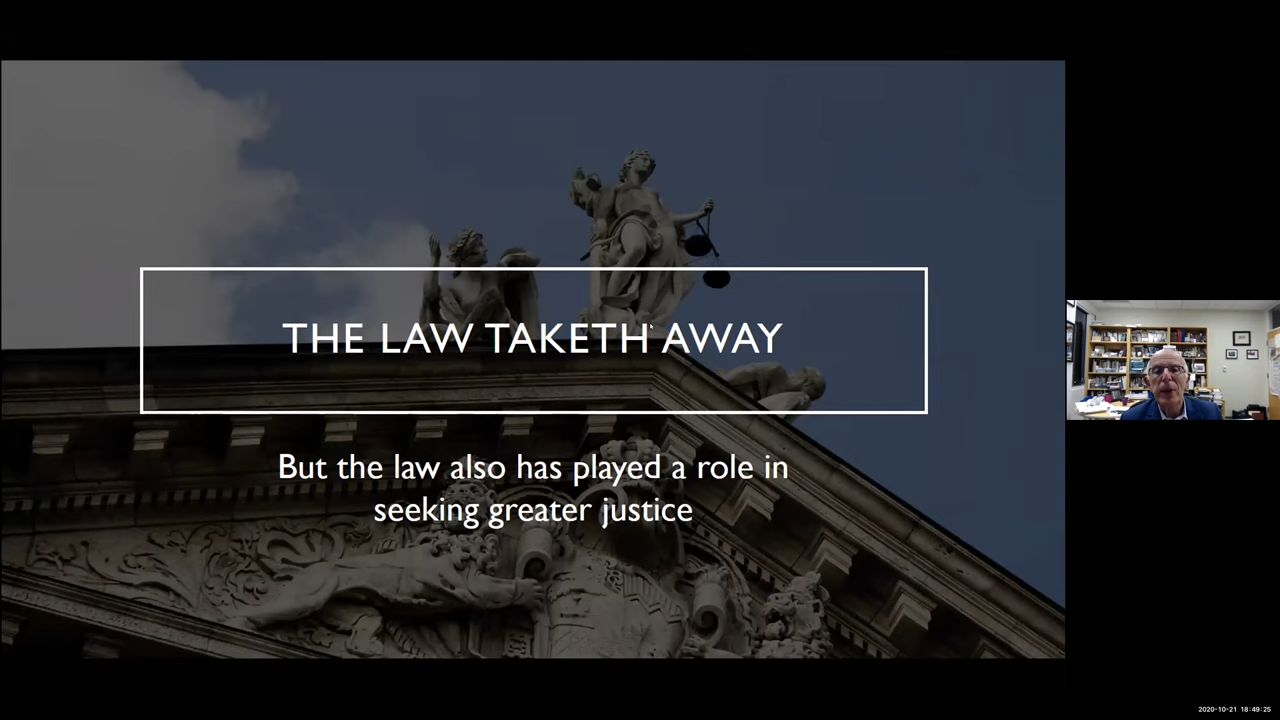 THE LAW TAKETH AWAY
But the law also has played a role in
seeking greater justice
2020-10-21 18:49:25